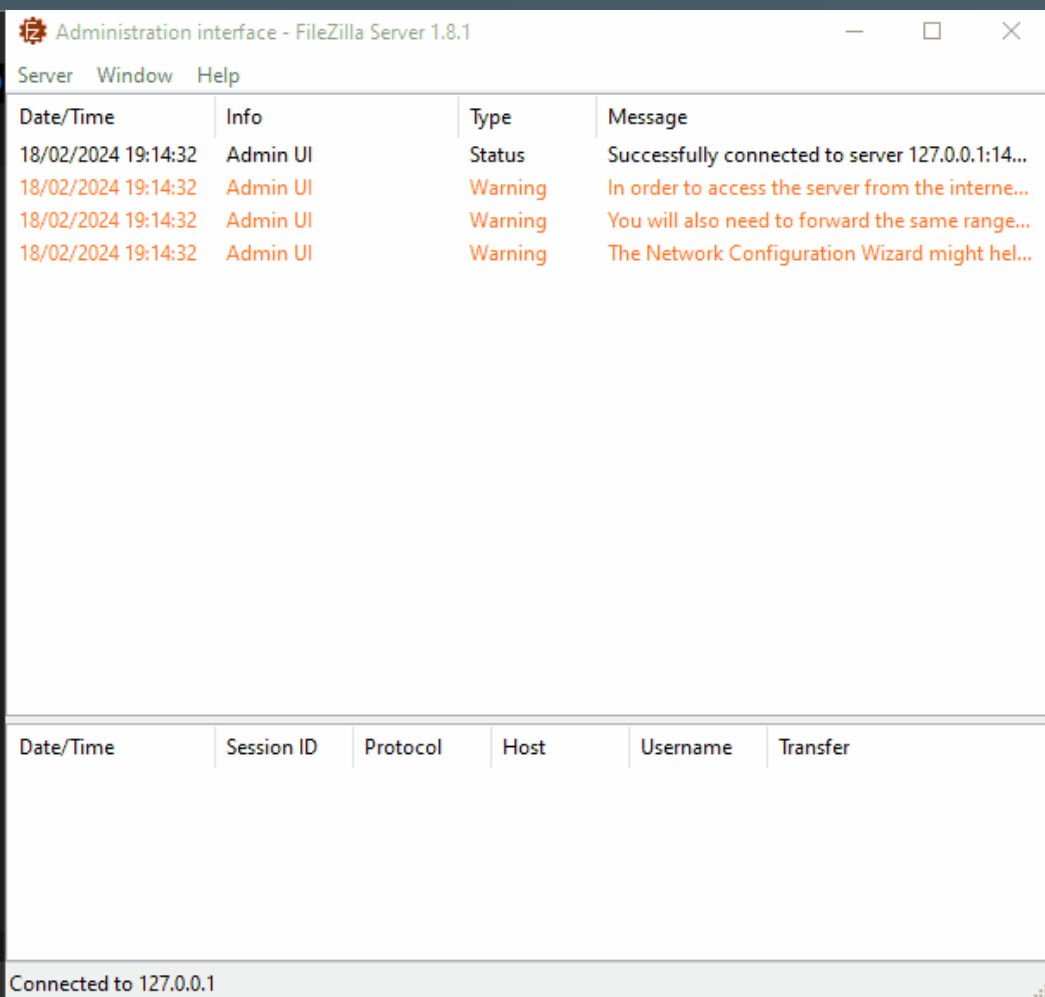 Administration interface - FileZilla Server 1.8.1
Server Window Help
Date/Time Info Type Message
18/02/2024 19:14:32 Admin UI Status Successfully connected to server 127.0.0.1:14...
18/02/2024 19:14:32 Admin UI Warning In order to access the server from the interne...
18/02/2024 19:14:32 Admin UI Warning You will also need to forward the same range...
18/02/2024 19:14:32 Admin UI Warning The Network Configuration Wizard might hel...
Date/Time Session ID Protocol Host Username Transfer
Connected to 127.0.0.1